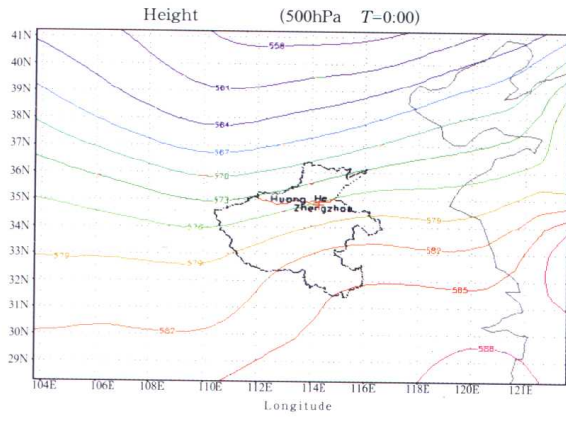 Height (500hPa T=0:00)
41N
558
40N
561
39N
564
38N
567
37N
570
36N
573
35N
Huang He
Zhengzhou
576
34N
579
579
579
33N
582
32N
585
31N
30N
29N
588
104E 106E 108E 110E 112E 114E 116E 118E 120E 121E
Longitude